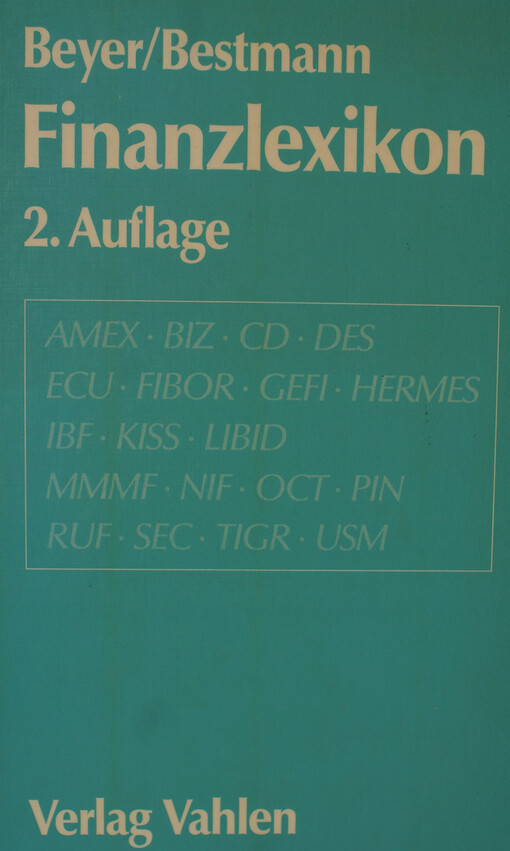 Beyer/Bestmann
Finanzlexikon
2. Auflage
AMEX · BIZ · CD · DES
ECU · FIBOR · GEFI · HERMES
IBF · KISS · LIBID
MMMF · NIF · OCT · PIN
RUF · SEC · TIGR · USM
Verlag Vahlen